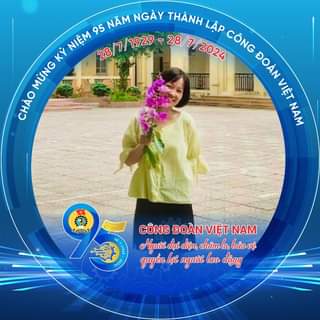 CHÀO MỪNG KỶ NIỆM 95 NĂM NGÀY THÀNH LẬP CÔNG ĐOÀN VIỆT NAM
28/7/1929 - 28/7/2024
95
CÔNG ĐOÀN VIỆT NAM
Người đại diện, chăm lo, bảo vệ
quyền lợi người lao động